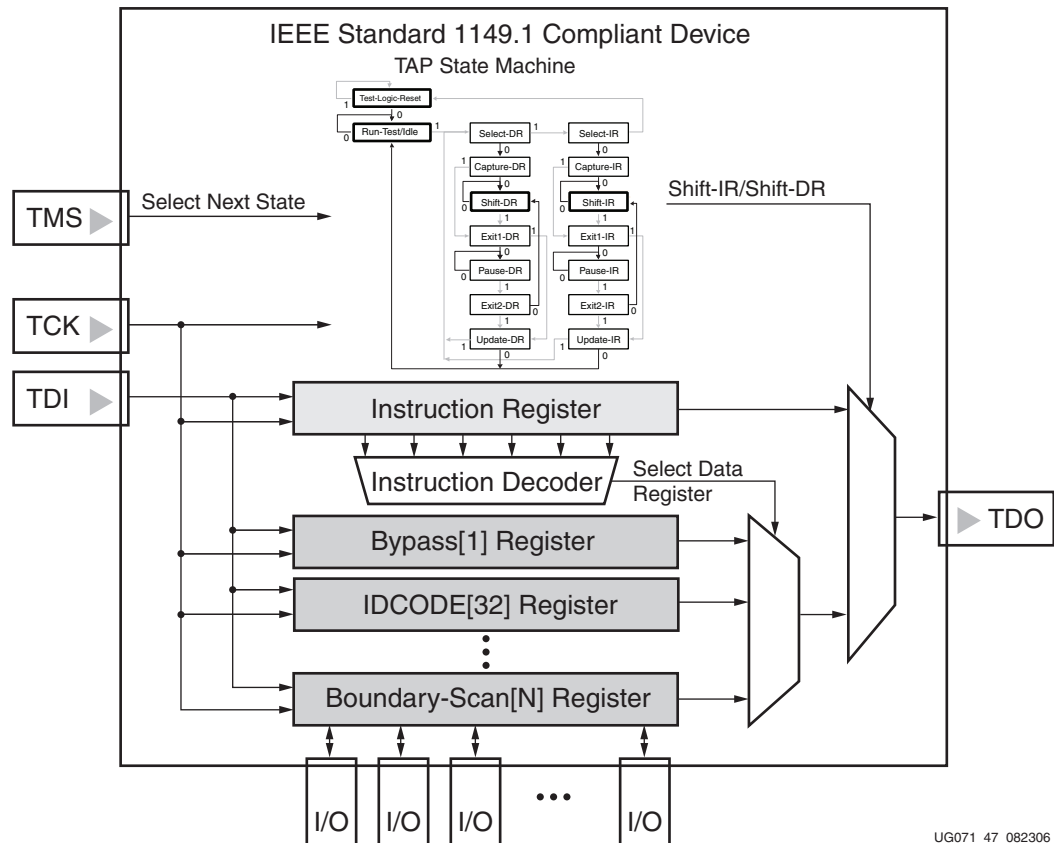 IEEE Standard 1149.1 Compliant Device
TAP State Machine
Test-Logic-Reset
1
0
Run-Test/Idle
0
1
Select-DR
1
Select-IR
1
0
0
1
Capture-DR
1
Capture-IR
0
0
Shift-DR
0
Shift-IR
0
1
1
Exit1-DR
1
Exit1-IR
1
0
0
Pause-DR
0
Pause-IR
0
1
1
Exit2-DR
0
Exit2-IR
0
1
1
Update-DR
1
Update-IR
1
0
0
TMS
Select Next State
Shift-IR/Shift-DR
TCK
TDI
Instruction Register
Instruction Decoder
Select Data
Register
Bypass[1] Register
TDO
IDCODE[32] Register
Boundary-Scan[N] Register
I/O
I/O
I/O
I/O
UG071_47_082306